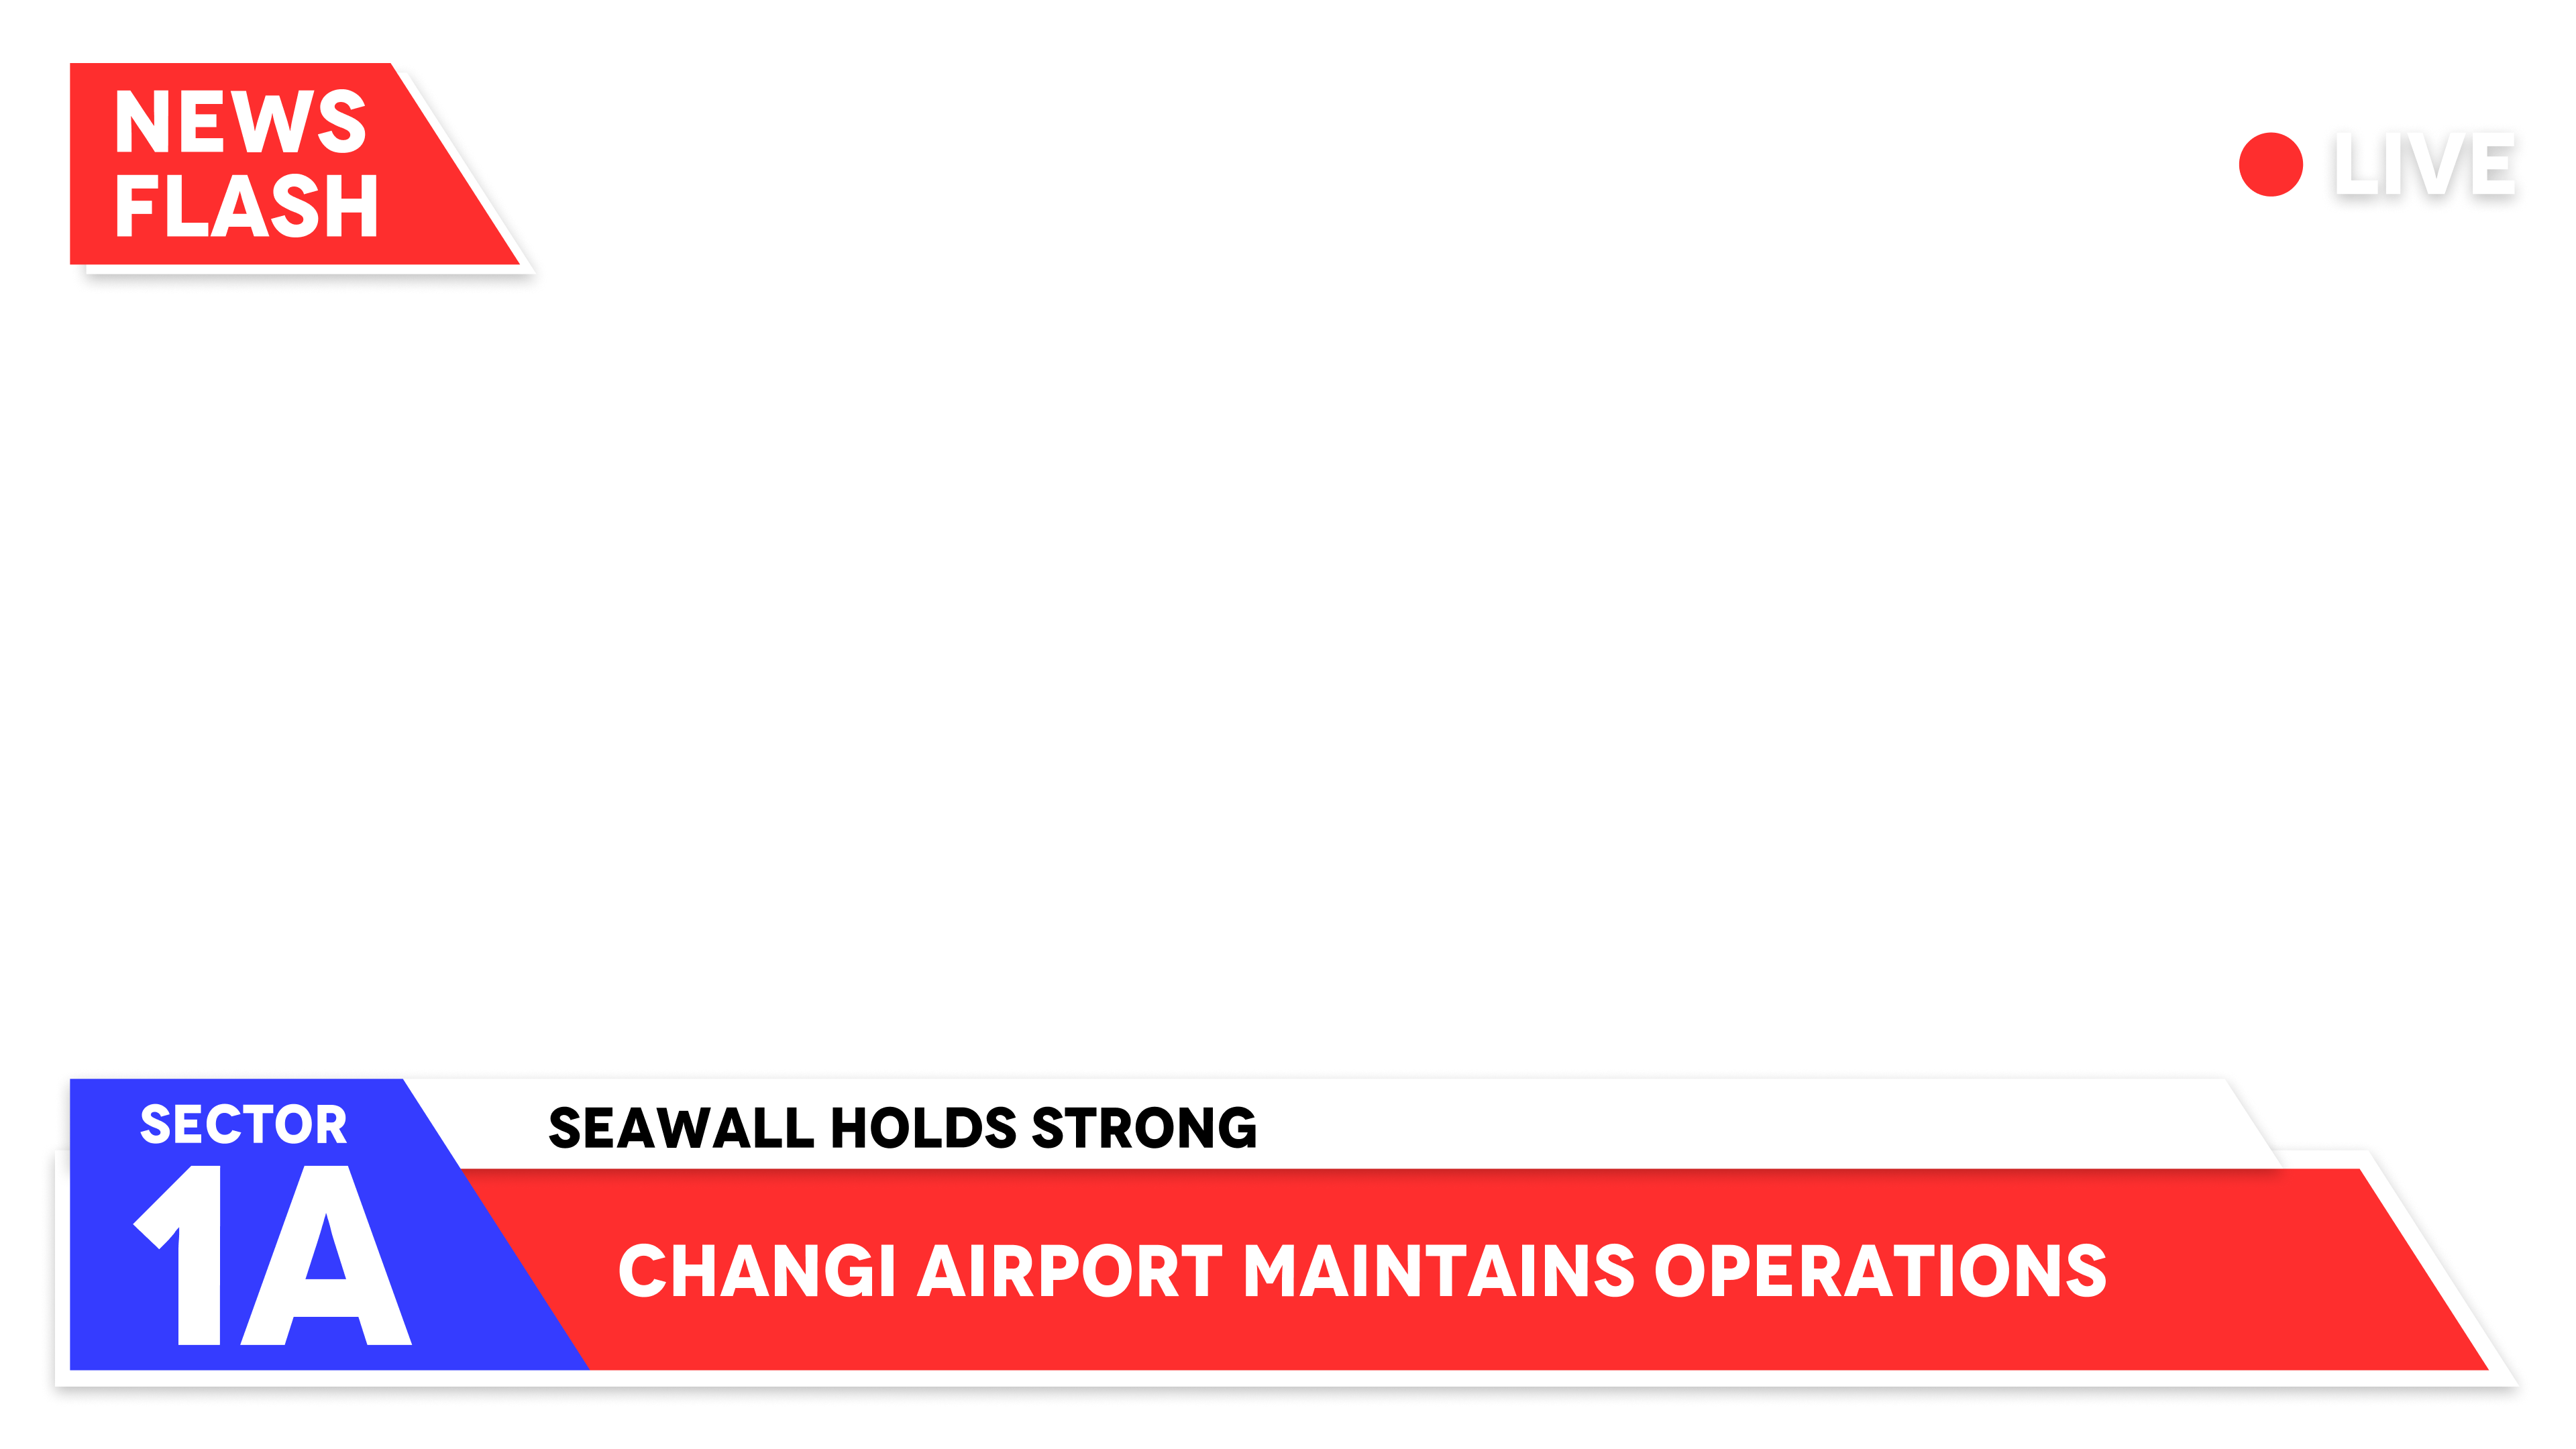 NEWS
FLASH
LIVE
SECTOR
1A
SEAWALL HOLDS STRONG
CHANGI AIRPORT MAINTAINS OPERATIONS